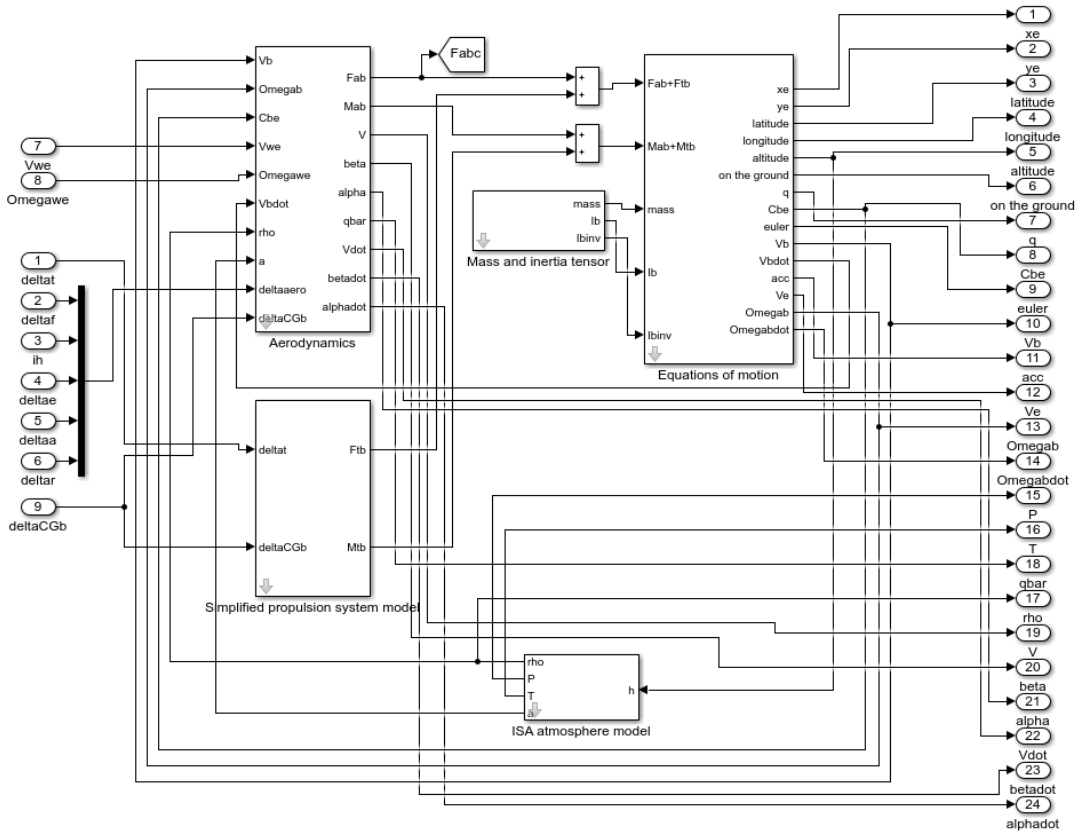 7
Vwe
8
Omegawe
1
deltat
2
deltaf
3
ih
4
deltae
5
deltaa
6
deltar
9
deltaCGb
Vb
Omegab
Cbe
Vwe
Omegawe
Vbdot
rho
a
deltaaero
deltaCGb
Fab
Mab
V
beta
alpha
qbar
Vdot
betadot
alphadot
Aerodynamics
Fabc
+
+
+
+
deltat
deltaCGb
Ftb
Mtb
Simplified propulsion system model
mass
Ib
Ibinv
Mass and inertia tensor
Fab+Ftb
Mab+Mtb
mass
Ib
Ibinv
xe
ye
latitude
longitude
altitude
on the ground
q
Cbe
euler
Vb
Vbdot
acc
Ve
Omegab
Omegabdot
Equations of motion
rho
P
T
a
h
ISA atmosphere model
1
xe
2
ye
3
latitude
4
longitude
5
altitude
6
on the ground
7
q
8
Cbe
9
euler
10
Vb
11
acc
12
Ve
13
Omegab
14
Omegabdot
15
P
16
T
18
qbar
17
rho
19
V
20
beta
21
alpha
22
Vdot
23
betadot
24
alphadot